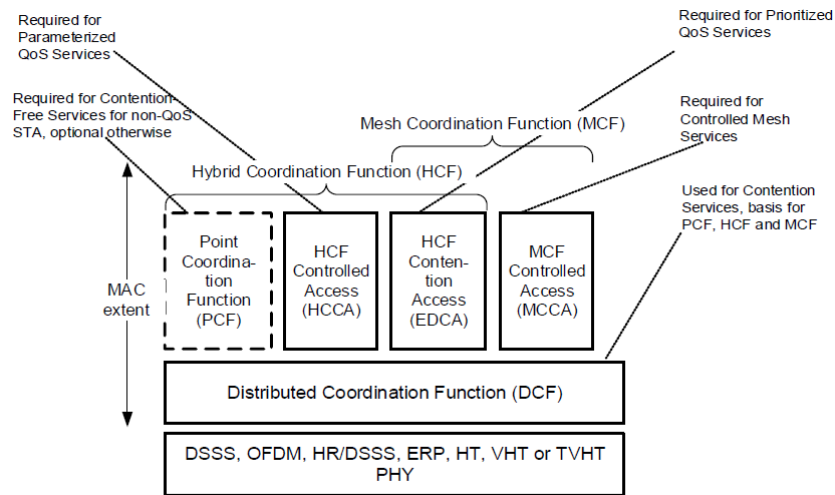 Required for
Parameterized
QoS Services
Required for Prioritized
QoS Services
Required for Contention-
Free Services for non-QoS
STA, optional otherwise
Mesh Coordination Function (MCF)
Required for
Controlled Mesh
Services
Hybrid Coordination Function (HCF)
Used for Contention
Services, basis for
PCF, HCF and MCF
MAC
extent
Point
Coordina-
tion
Function
(PCF)
HCF
Controlled
Access
(HCCA)
HCF
Conten-
tion
Access
(EDCA)
MCF
Controlled
Access
(MCCA)
Distributed Coordination Function (DCF)
DSSS, OFDM, HR/DSSS, ERP, HT, VHT or TVHT
PHY